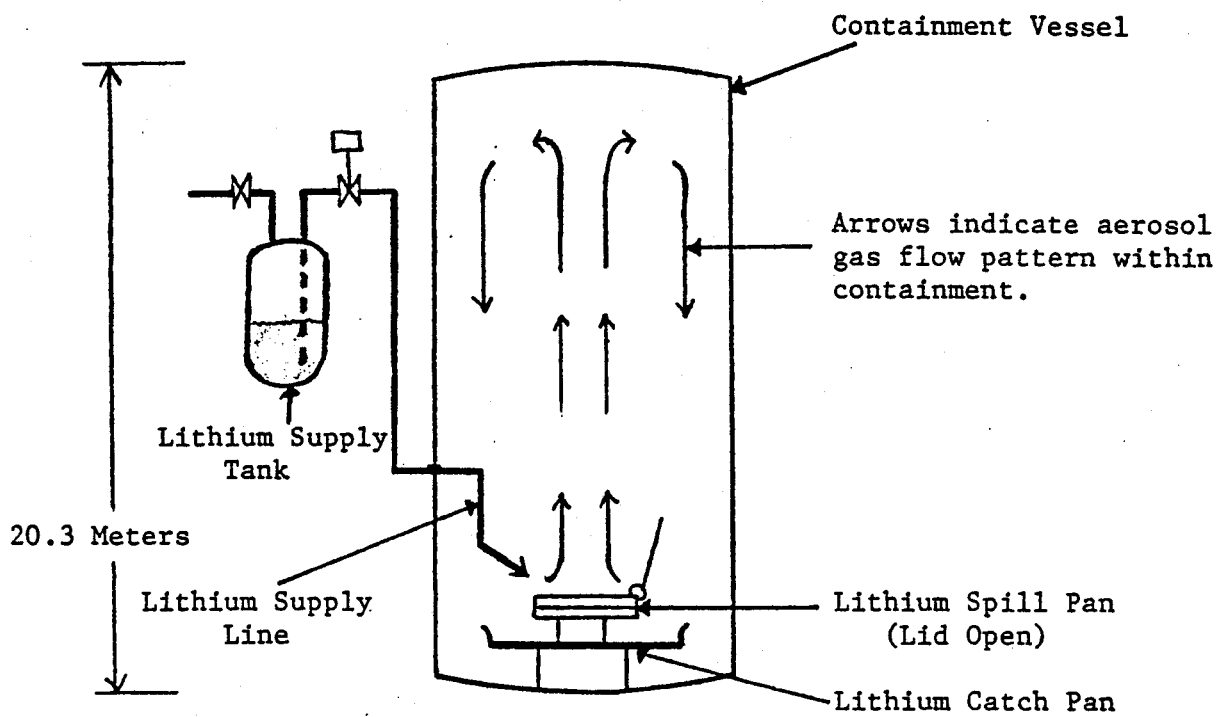 Containment Vessel
Arrows indicate aerosol
gas flow pattern within
containment.
Lithium Supply
Tank
20.3 Meters
Lithium Supply
Line
Lithium Spill Pan
(Lid Open)
Lithium Catch Pan